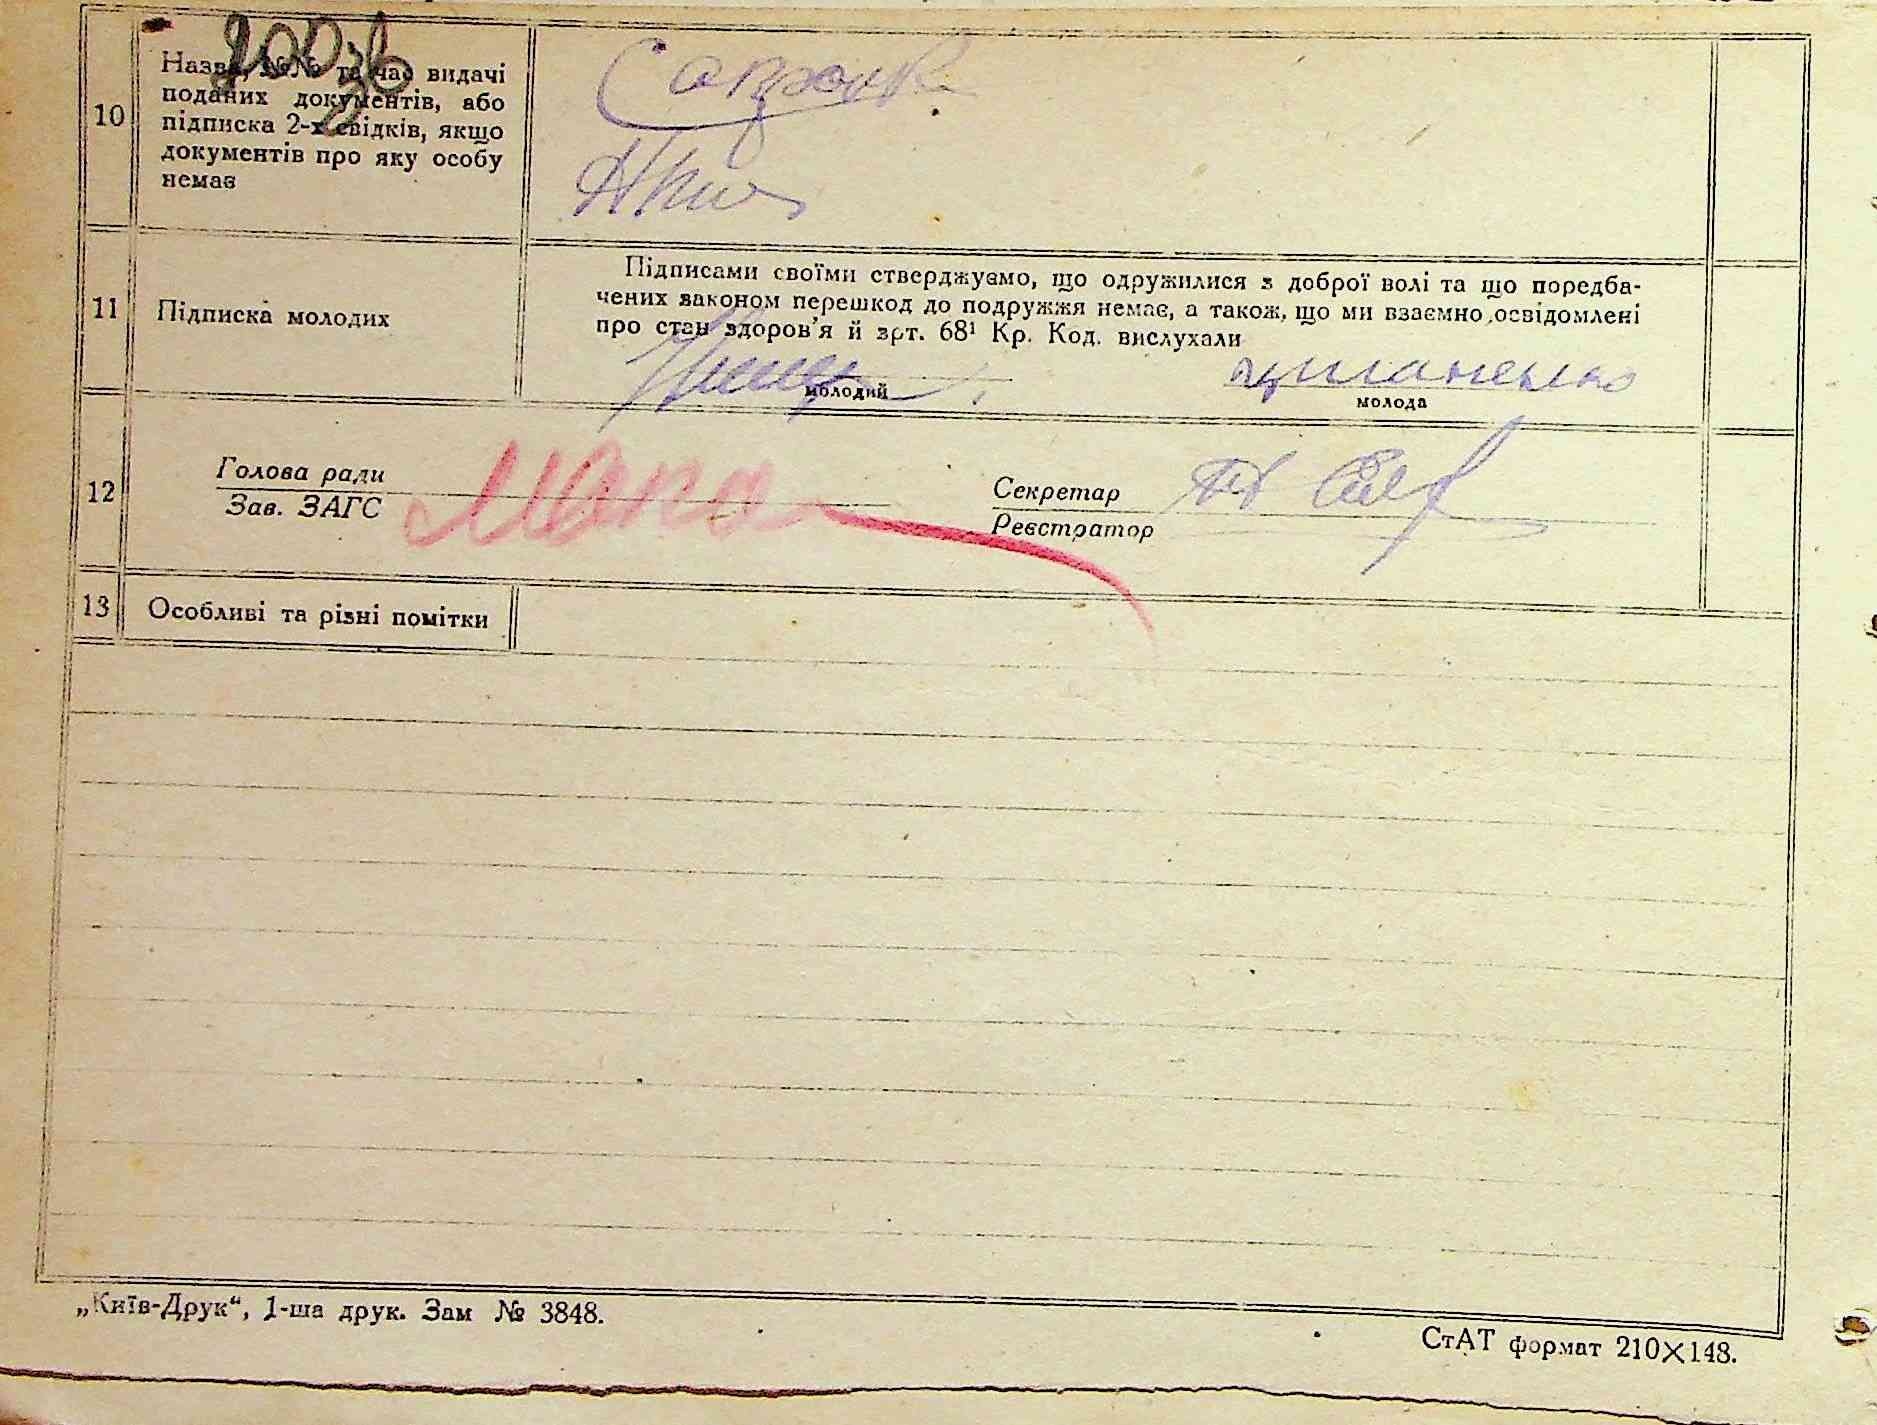 10
Назва, №№ та час видачі
поданих документів, або
підписка 2-х свідків, якщо
документів про яку особу
немає
11
Підписка молодих
Підписами своїми стверджуємо, що одружилися з доброї волі та що передба-
чених законом перешкод до подружжя немає, а також, що ми взаємно освідомлені
про стан здоров'я й зрт. 68¹ Кр. Код. вислухали
молодий
Циганенко
молода
12
Голова ради
Зав. ЗАГС
Секретар
Реєстратор
13
Особливі та різні помітки
„Київ-Друк“, 1-ша друк. Зам № 3848.
СтАТ формат 210×148.